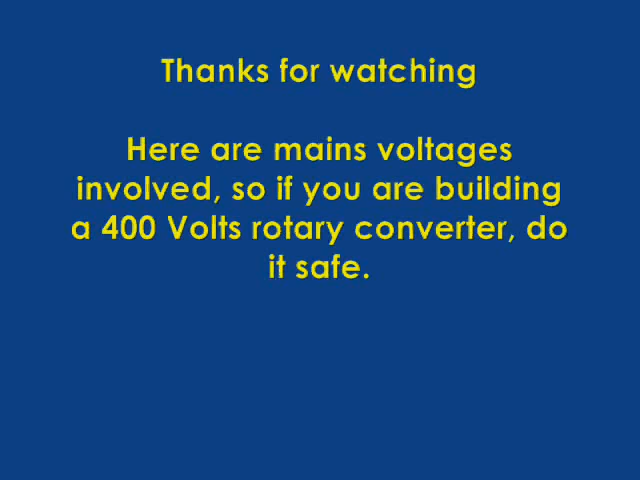 Thanks for watching
Here are mains voltages
involved, so if you are building
a 400 Volts rotary converter, do
it safe.